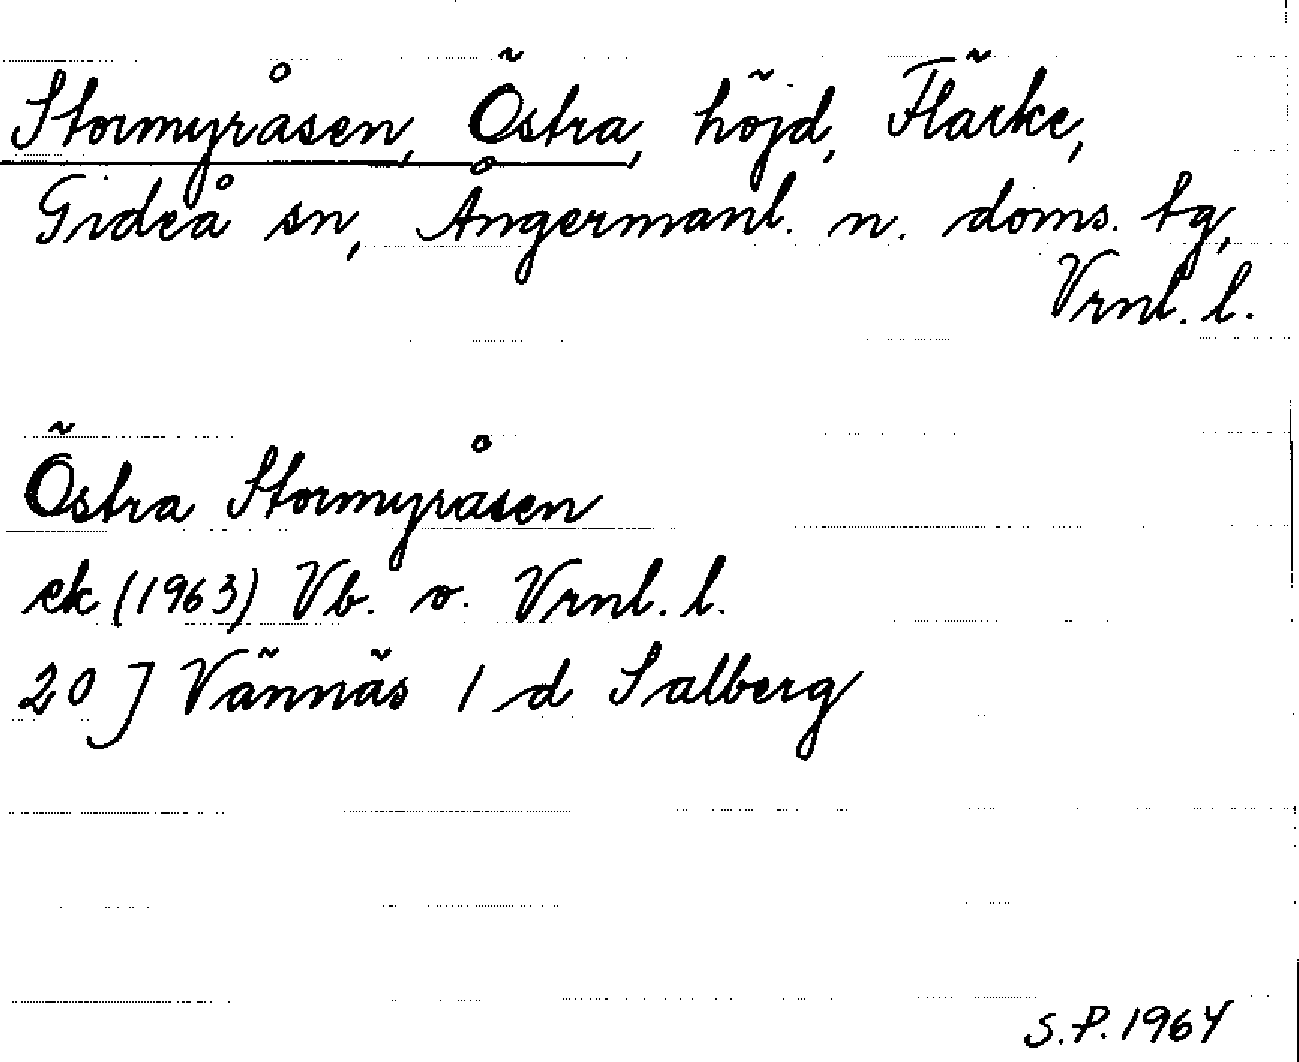 Stormyråsen, Östra, höjd, Flärke,
Gideå sn, Ångermanl. n. doms. tg,
Vrnl. l.
Östra Stormyråsen
ek (1963) Vb. o. Vrnl. l.
20 J Vännäs 1 d Salberg
S.P. 1964